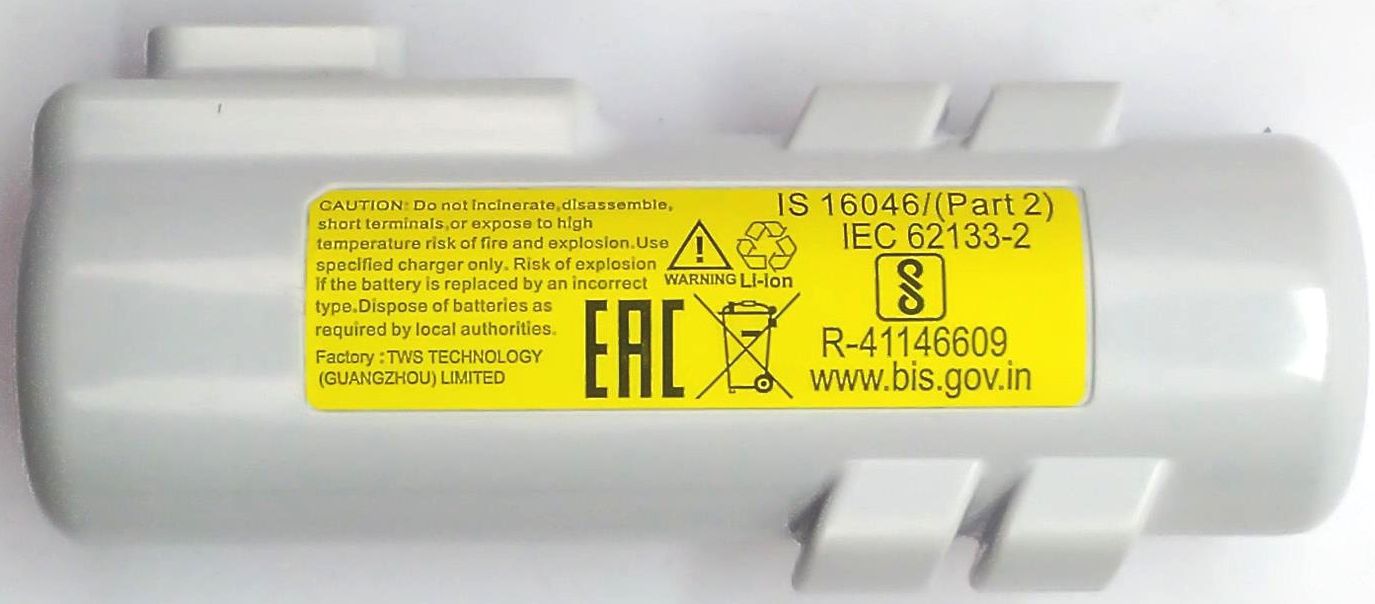 CAUTION: Do not incinerate,disassemble,
short terminals,or expose to high
temperature risk of fire and explosion.Use
specified charger only. Risk of explosion
if the battery is replaced by an incorrect
type.Dispose of batteries as
required by local authorities.
Factory :TWS TECHNOLOGY
(GUANGZHOU) LIMITED
WARNING
Li-ion
EAC
IS 16046/(Part 2)
IEC 62133-2
R-41146609
www.bis.gov.in